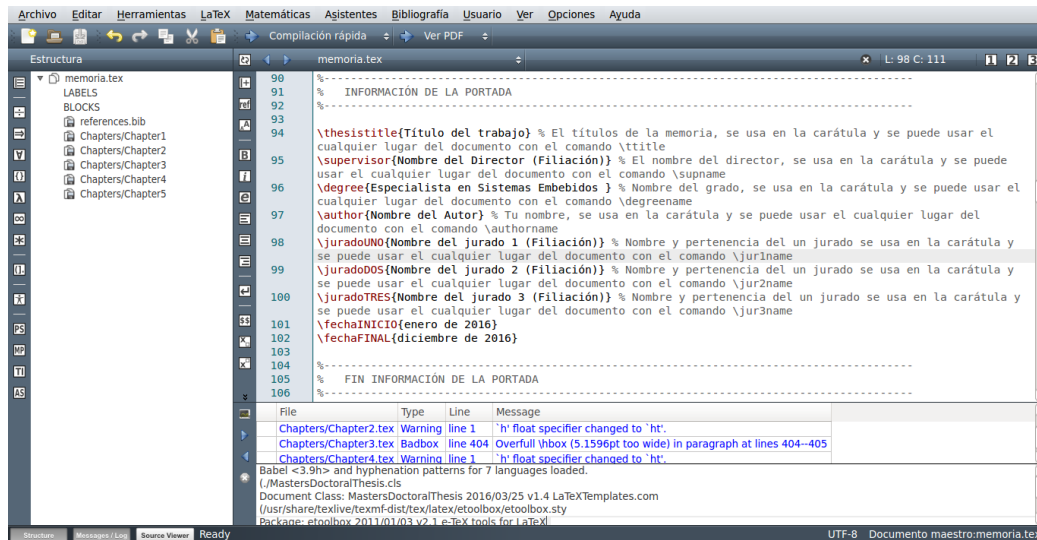 Archivo Editar Herramientas LaTeX Matemáticas Asistentes Bibliografía Usuario Ver Opciones Ayuda
Compilación rápida Ver PDF
Estructura memoria.tex L: 98 C: 111 1 2 3
memoria.tex
LABELS
BLOCKS
references.bib
Chapters/Chapter1
Chapters/Chapter2
Chapters/Chapter3
Chapters/Chapter4
Chapters/Chapter5
90 %----------------------------------------------------------------------------------------
91 % INFORMACIÓN DE LA PORTADA
92 %----------------------------------------------------------------------------------------
93
94 \thesistitle{Título del trabajo} % El títulos de la memoria, se usa en la carátula y se puede usar el
cualquier lugar del documento con el comando \ttitle
95 \supervisor{Nombre del Director (Filiación)} % El nombre del director, se usa en la carátula y se puede
usar el cualquier lugar del documento con el comando \supname
96 \degree{Especialista en Sistemas Embebidos } % Nombre del grado, se usa en la carátula y se puede usar el
cualquier lugar del documento con el comando \degreename
97 \author{Nombre del Autor} % Tu nombre, se usa en la carátula y se puede usar el cualquier lugar del
documento con el comando \authorname
98 \juradoUNO{Nombre del jurado 1 (Filiación)} % Nombre y pertenencia del un jurado se usa en la carátula y
se puede usar el cualquier lugar del documento con el comando \jur1name
99 \juradoDOS{Nombre del jurado 2 (Filiación)} % Nombre y pertenencia del un jurado se usa en la carátula y
se puede usar el cualquier lugar del documento con el comando \jur2name
100 \juradoTRES{Nombre del jurado 3 (Filiación)} % Nombre y pertenencia del un jurado se usa en la carátula y
se puede usar el cualquier lugar del documento con el comando \jur3name
101 \fechaINICIO{enero de 2016}
102 \fechaFINAL{diciembre de 2016}
103
104 %----------------------------------------------------------------------------------------
105 % FIN INFORMACIÓN DE LA PORTADA
106 %----------------------------------------------------------------------------------------
File Type Line Message
Chapters/Chapter2.tex Warning line 1 `h' float specifier changed to `ht'.
Chapters/Chapter3.tex Badbox line 404 Overfull \hbox (5.1596pt too wide) in paragraph at lines 404--405
Chapters/Chapter4.tex Warning line 1 `h' float specifier changed to `ht'.
Babel <3.9h> and hyphenation patterns for 7 languages loaded.
(./MastersDoctoralThesis.cls
Document Class: MastersDoctoralThesis 2016/03/25 v1.4 LaTeXTemplates.com
(/usr/share/texlive/texmf-dist/tex/latex/etoolbox/etoolbox.sty
Package: etoolbox 2011/01/03 v2.1 e-TeX tools for LaTeX
Structure Messages / Log Source Viewer Ready UTF-8 Documento maestro:memoria.te